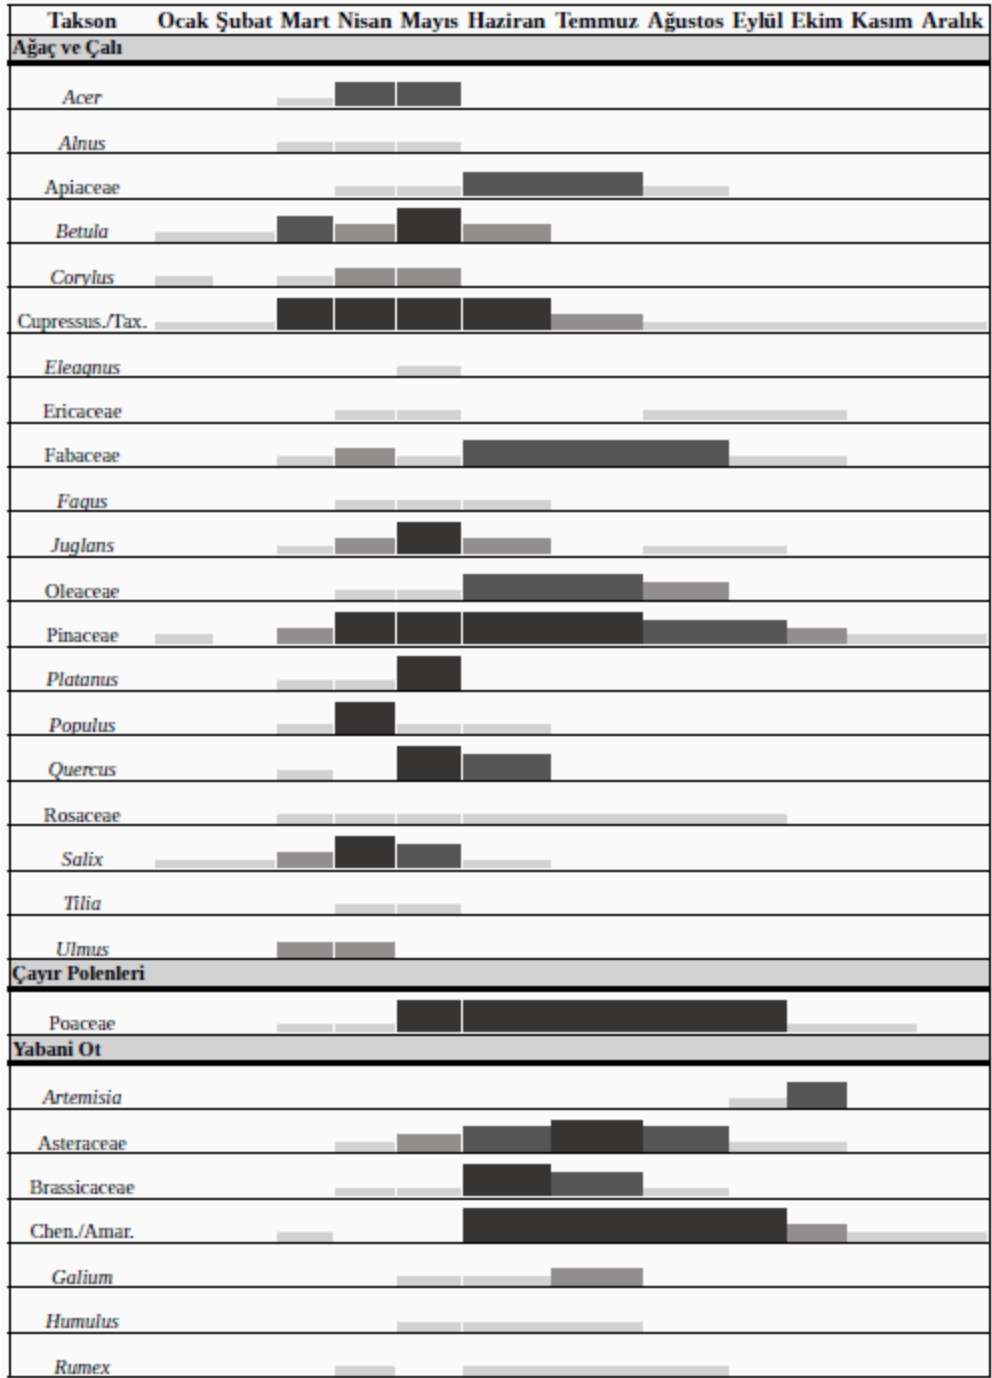 Takson Ocak Şubat Mart Nisan Mayıs Haziran Temmuz Ağustos Eylül Ekim Kasım Aralık
Ağaç ve Çalı
Acer
Alnus
Apiaceae
Betula
Corylus
Cupressus./Tax.
Eleagnus
Ericaceae
Fabaceae
Fagus
Juglans
Oleaceae
Pinaceae
Platanus
Populus
Quercus
Rosaceae
Salix
Tilia
Ulmus
Çayır Polenleri
Poaceae
Yabani Ot
Artemisia
Asteraceae
Brassicaceae
Chen./Amar.
Galium
Humulus
Rumex